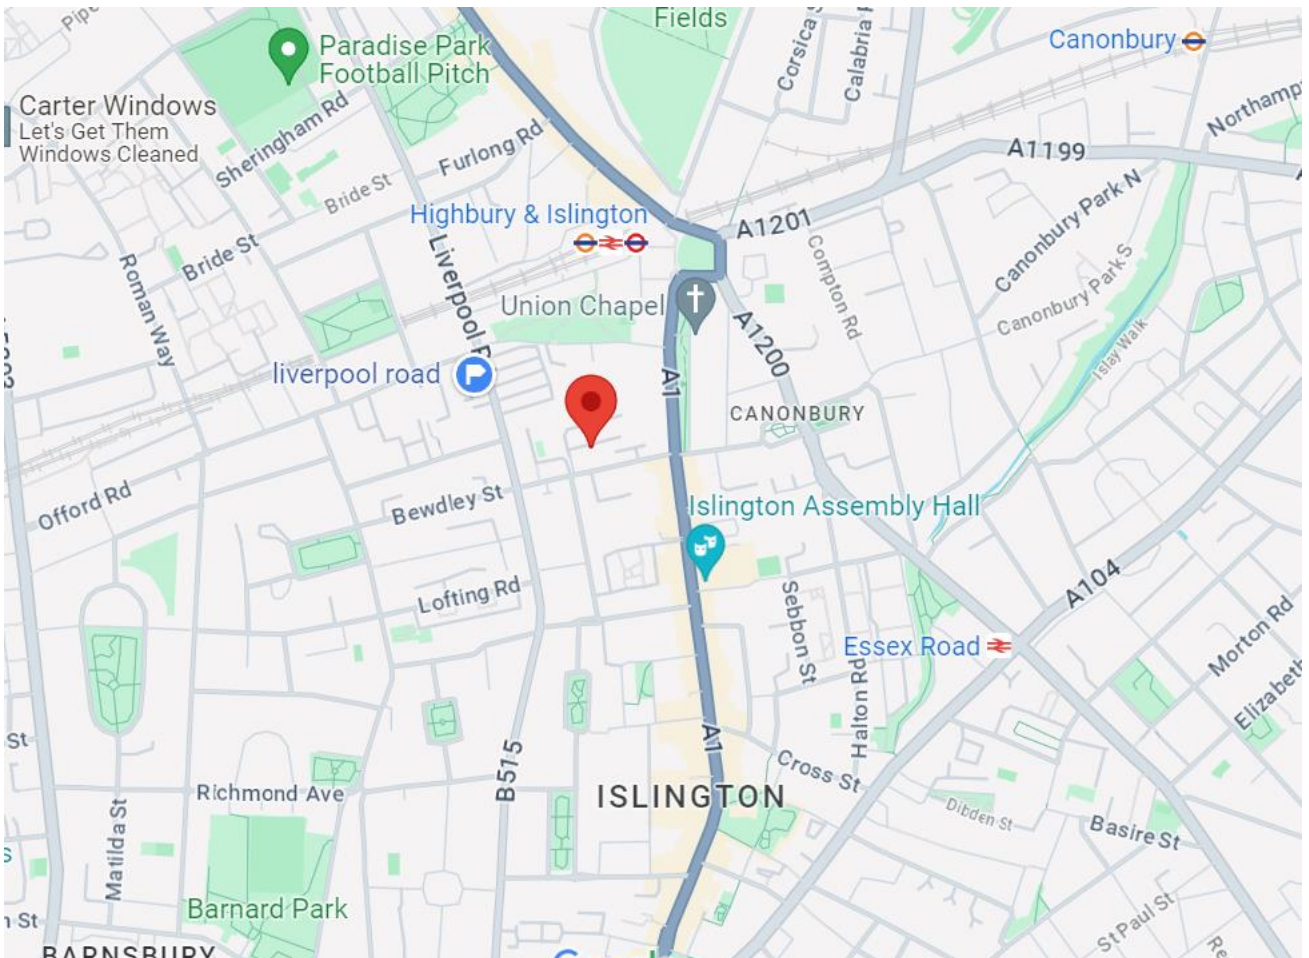 Pipe
Fields
Corsica S
Calabria R
Canonbury
Paradise Park
Football Pitch
Carter Windows
Let's Get Them
Windows Cleaned
Sheringham Rd
Furlong Rd
Northamp
A1199
Bride St
Highbury & Islington
A1201
Canonbury Park N
Bride St
Liverpool R
Compton Rd
Canonbury Park S
Roman Way
Union Chapel
A1200
Islay Walk
liverpool road
A1
CANONBURY
Offord Rd
Bewdley St
Islington Assembly Hall
Lofting Rd
A104
Sebbon St
Essex Road
Morton Rd
Halton Rd
Elizabeth
St
A1
B515
Cross St
Richmond Ave
ISLINGTON
Dibden St
Basire St
Matilda St
s
Barnard Park
n St
St Paul St
Re
BARNSBURY